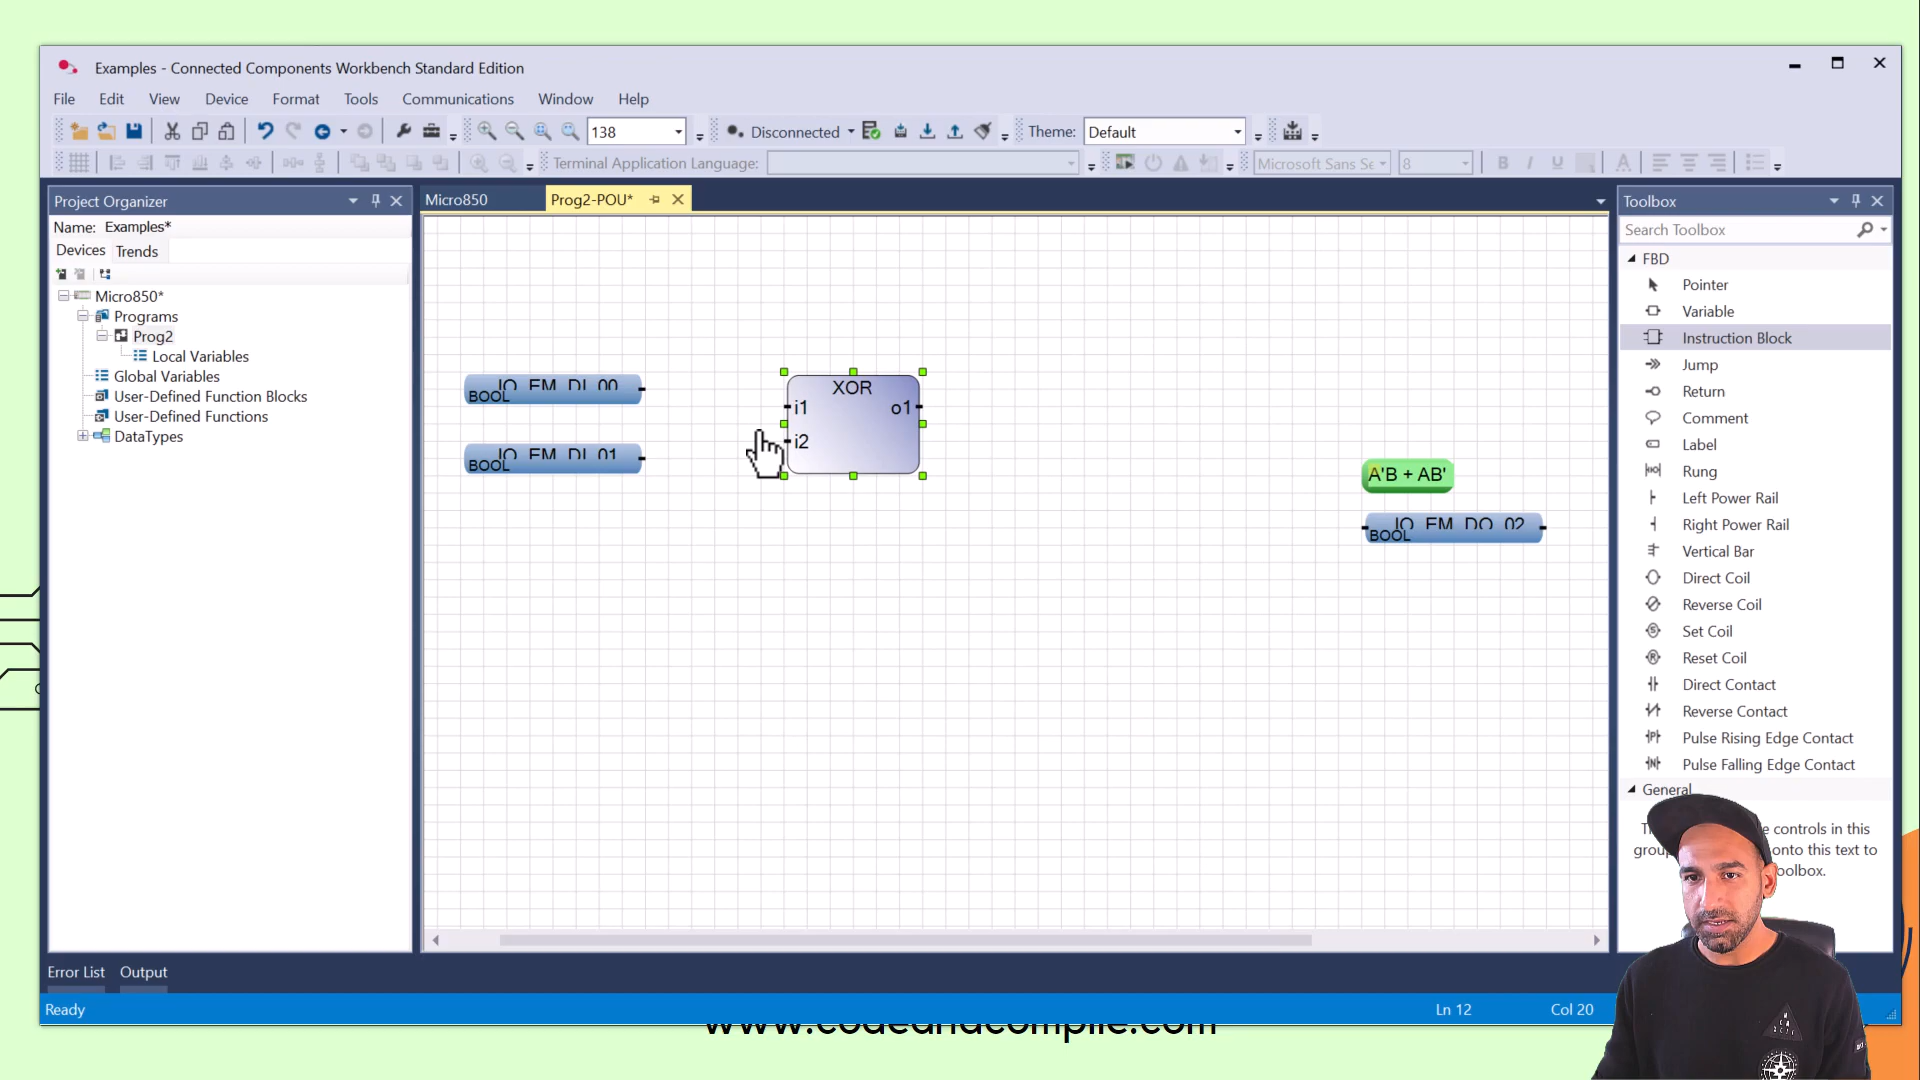 Examples - Connected Components Workbench Standard Edition
File Edit View Device Format Tools Communications Window Help
138 Disconnected Theme: Default
Terminal Application Language: Microsoft Sans Se 8 B I U A
Project Organizer
Name: Examples*
Devices Trends
Micro850*
Programs
Prog2
Local Variables
Global Variables
User-Defined Function Blocks
User-Defined Functions
DataTypes
Micro850 Prog2-POU*
_IO_EM_DI_00
BOOL
_IO_EM_DI_01
BOOL
XOR
i1 o1
i2
A'B + AB'
_IO_EM_DO_02
BOOL
Toolbox
Search Toolbox
FBD
Pointer
Variable
Instruction Block
Jump
Return
Comment
Label
Rung
Left Power Rail
Right Power Rail
Vertical Bar
Direct Coil
Reverse Coil
Set Coil
Reset Coil
Direct Contact
Reverse Contact
Pulse Rising Edge Contact
Pulse Falling Edge Contact
General
controls in this
onto this text to
oolbox.
Error List Output
Ready Ln 12 Col 20
www.codeandcompile.com